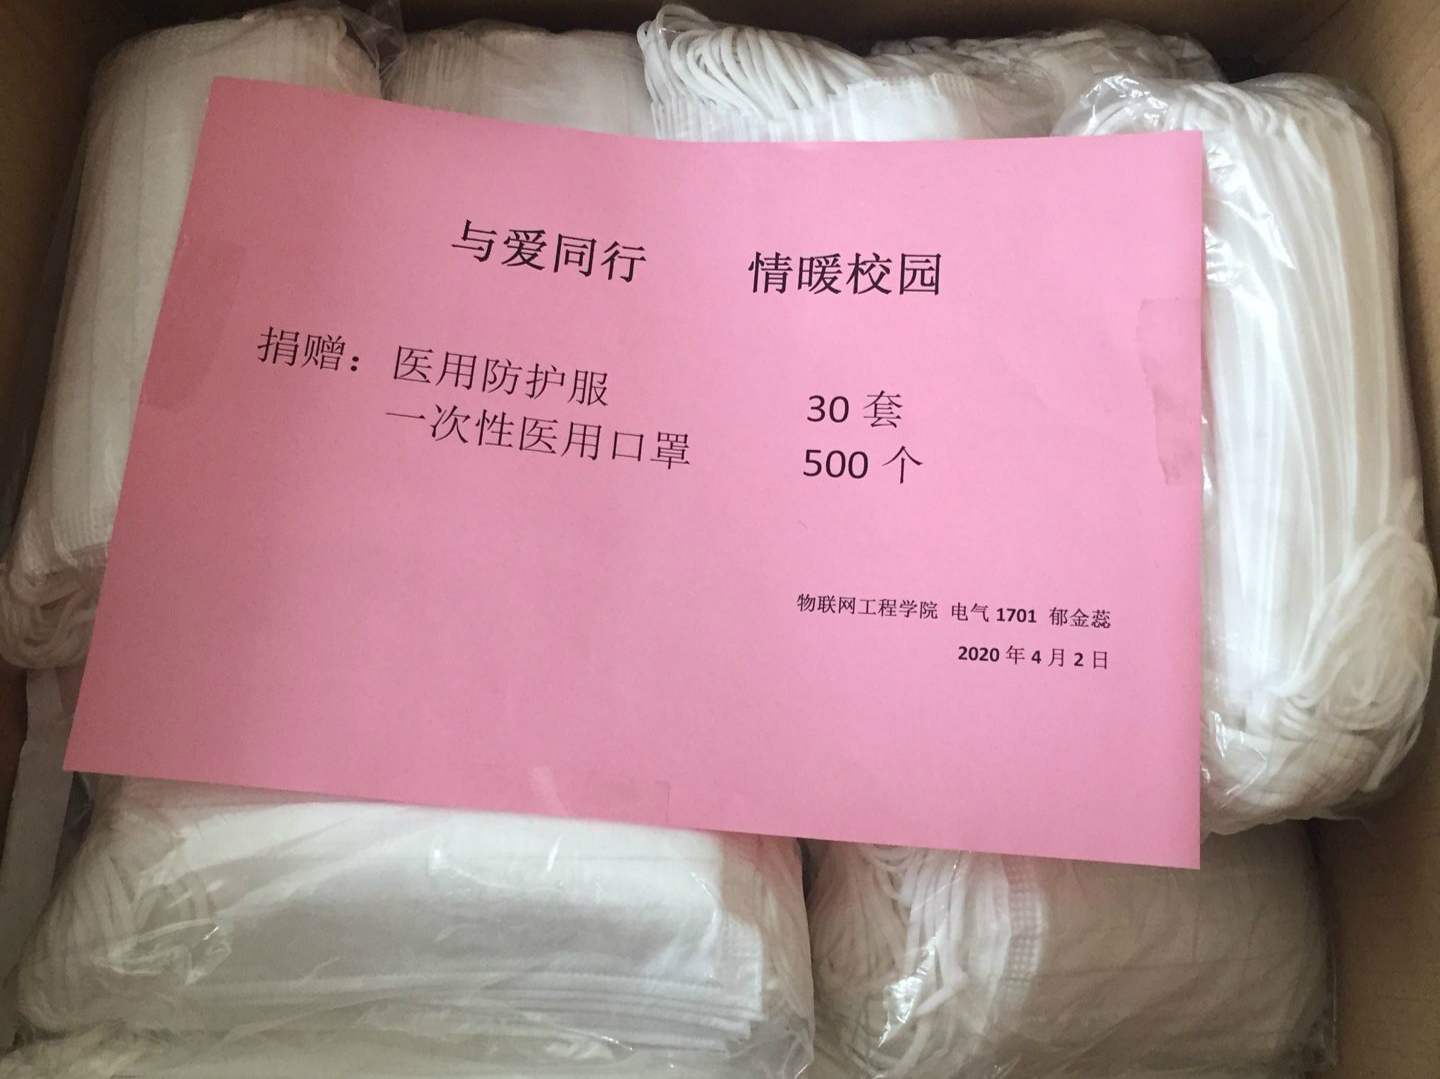 与爱同行 情暖校园
捐赠：医用防护服 30 套
一次性医用口罩 500 个
物联网工程学院 电气 1701 郁金蕊
2020 年 4 月 2 日